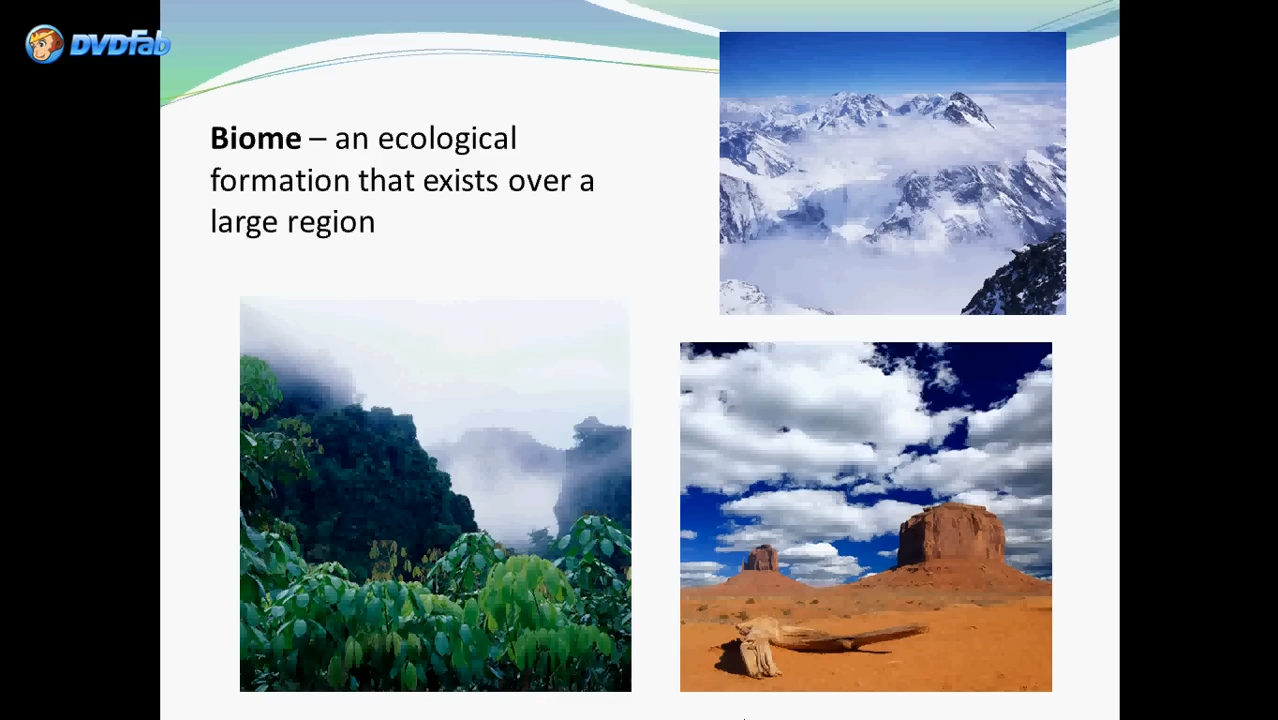 DVDFab
Biome – an ecological
formation that exists over a
large region